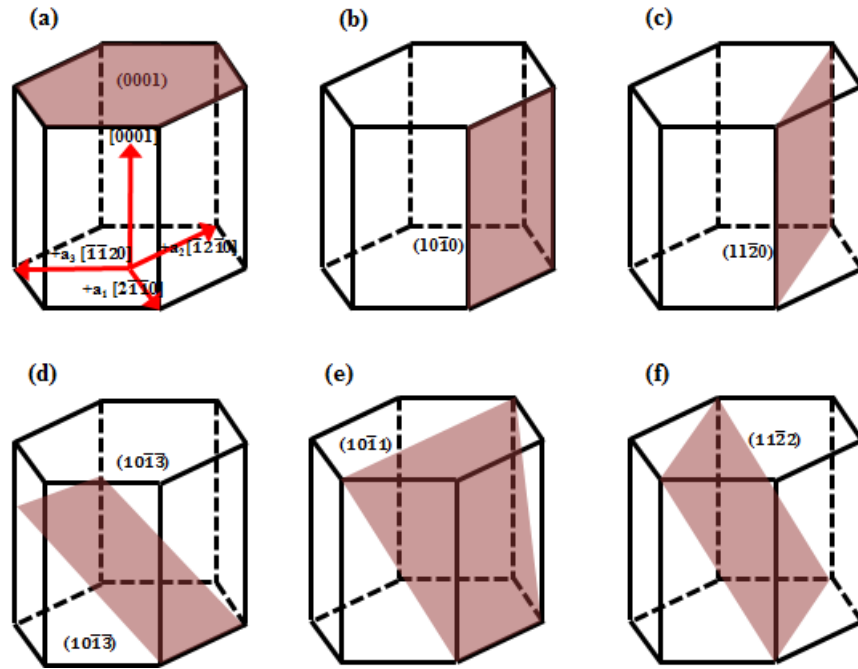 (a)
(0001)
[0001]
+a₃ [1̅1̅20]
+a₂[1̅21̅0]
+a₁ [21̅1̅0]
(b)
(101̅0)
(c)
(112̅0)
(d)
(101̅3̅)
(101̅3̅)
(e)
(101̅1)
(f)
(112̅2)